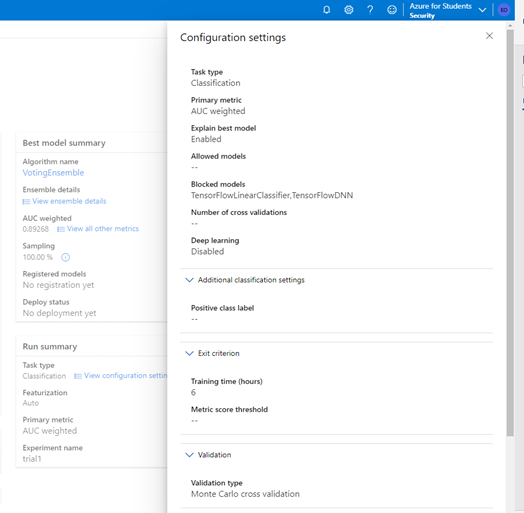 Azure for Students
Security
EO
Configuration settings
Task type
Classification
Primary metric
AUC weighted
Explain best model
Enabled
Allowed models
--
Blocked models
TensorFlowLinearClassifier,TensorFlowDNN
Number of cross validations
--
Deep learning
Disabled
Additional classification settings
Positive class label
--
Exit criterion
Training time (hours)
6
Metric score threshold
--
Validation
Validation type
Monte Carlo cross validation
Best model summary
Algorithm name
VotingEnsemble
Ensemble details
View ensemble details
AUC weighted
0.89268 View all other metrics
Sampling
100.00 %
Registered models
No registration yet
Deploy status
No deployment yet
Run summary
Task type
Classification View configuration settin
Featurization
Auto
Primary metric
AUC weighted
Experiment name
trial1